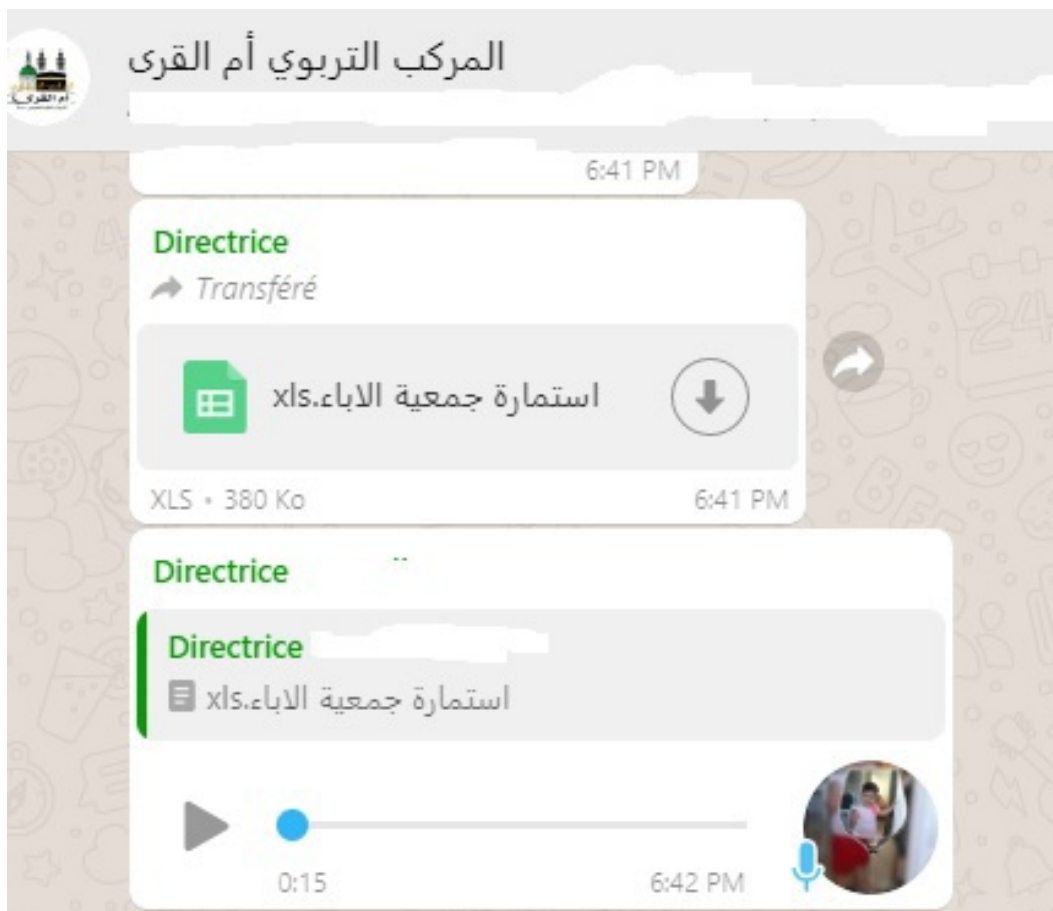 المركب التربوي أم القرى
6:41 PM
Directrice
Transféré
استمارة جمعية الاباء.xls
XLS • 380 Ko 6:41 PM
Directrice
Directrice
استمارة جمعية الاباء.xls
0:15 6:42 PM